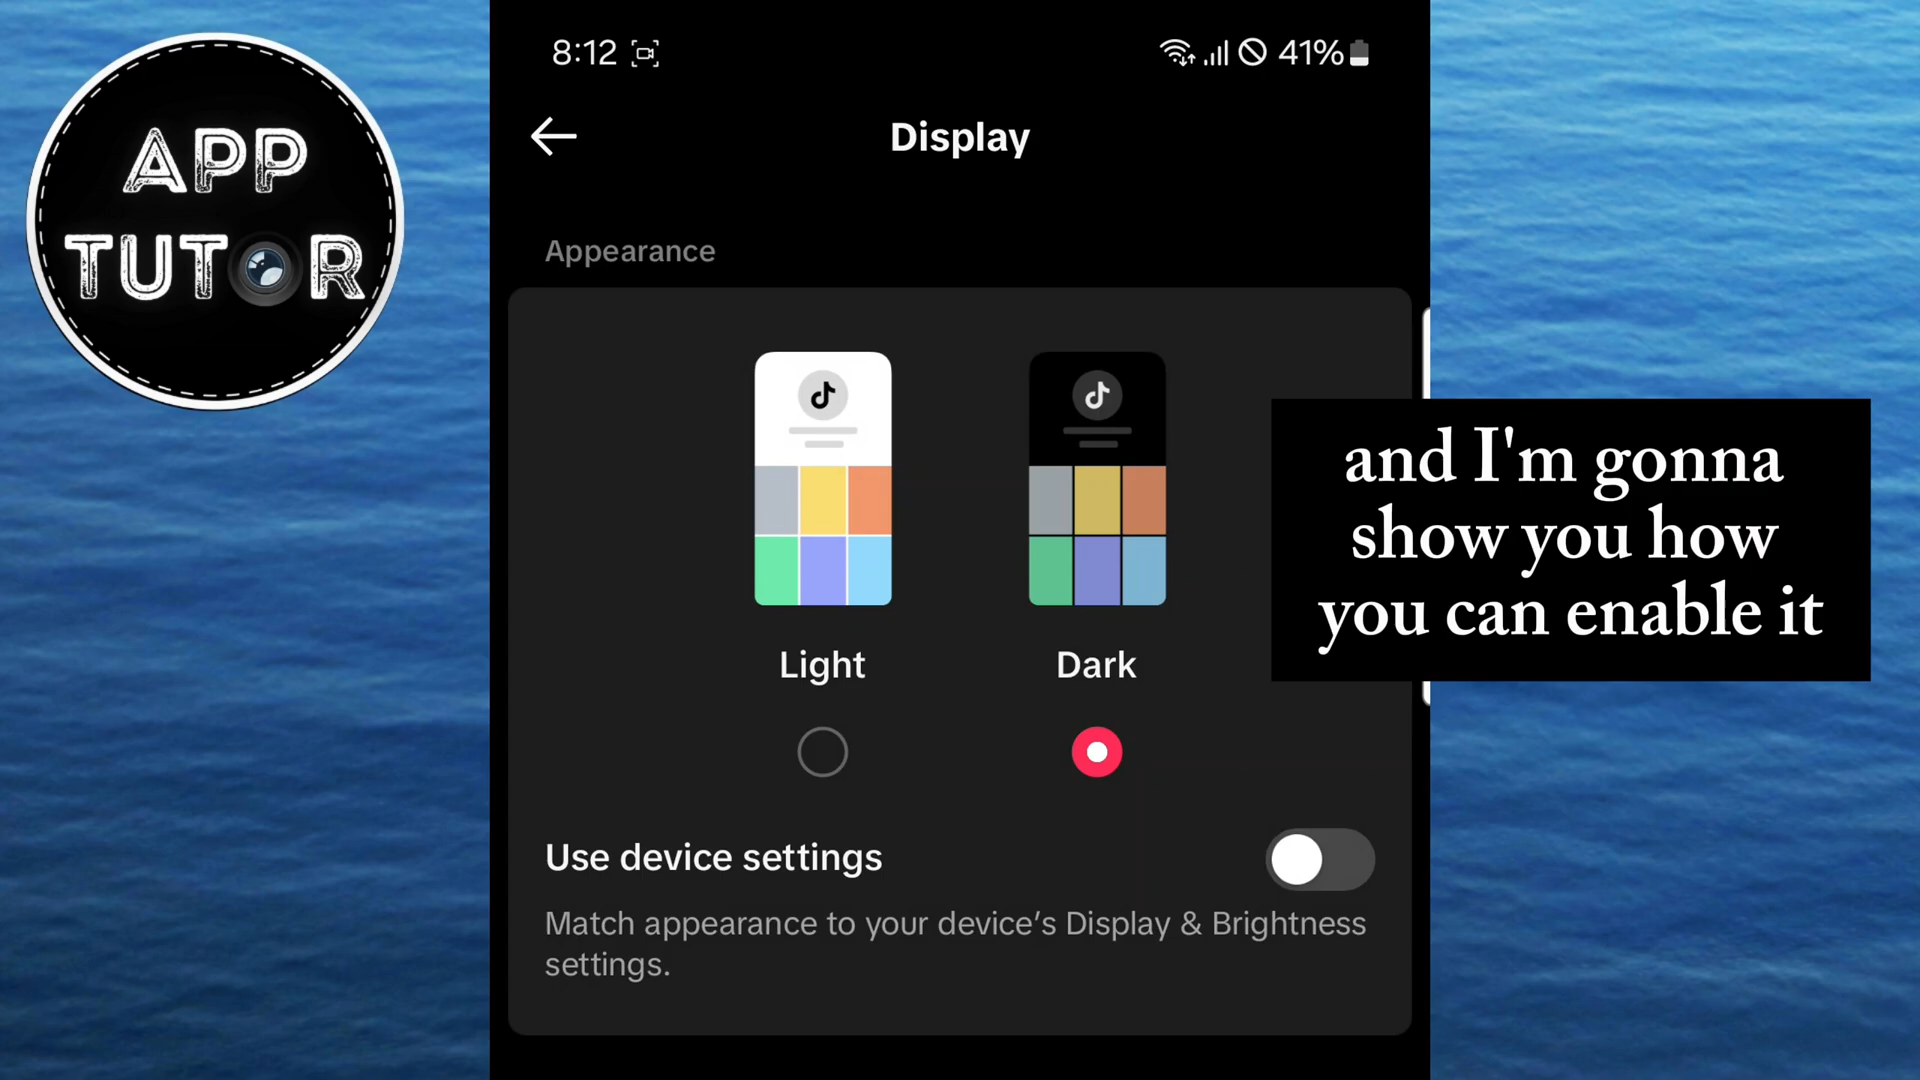 APP
TUTOR
8:12
41%
Display
Appearance
Light
Dark
Use device settings
Match appearance to your device’s Display & Brightness
settings.
and I'm gonna
show you how
you can enable it